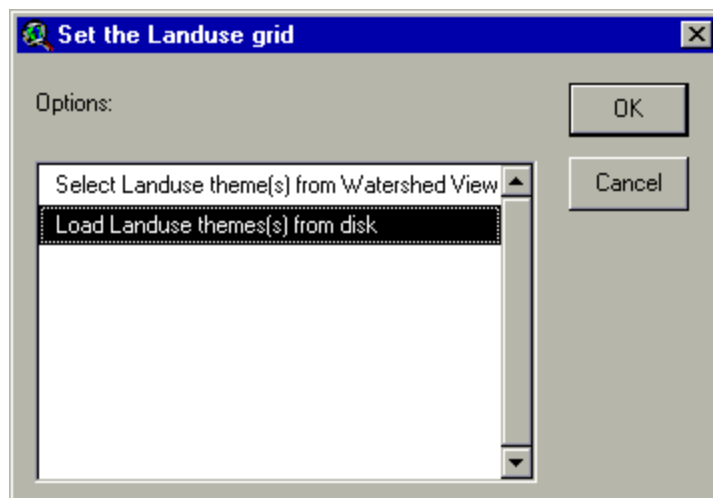 Set the Landuse grid
Options:
OK
Select Landuse theme(s) from Watershed View
Cancel
Load Landuse themes(s) from disk